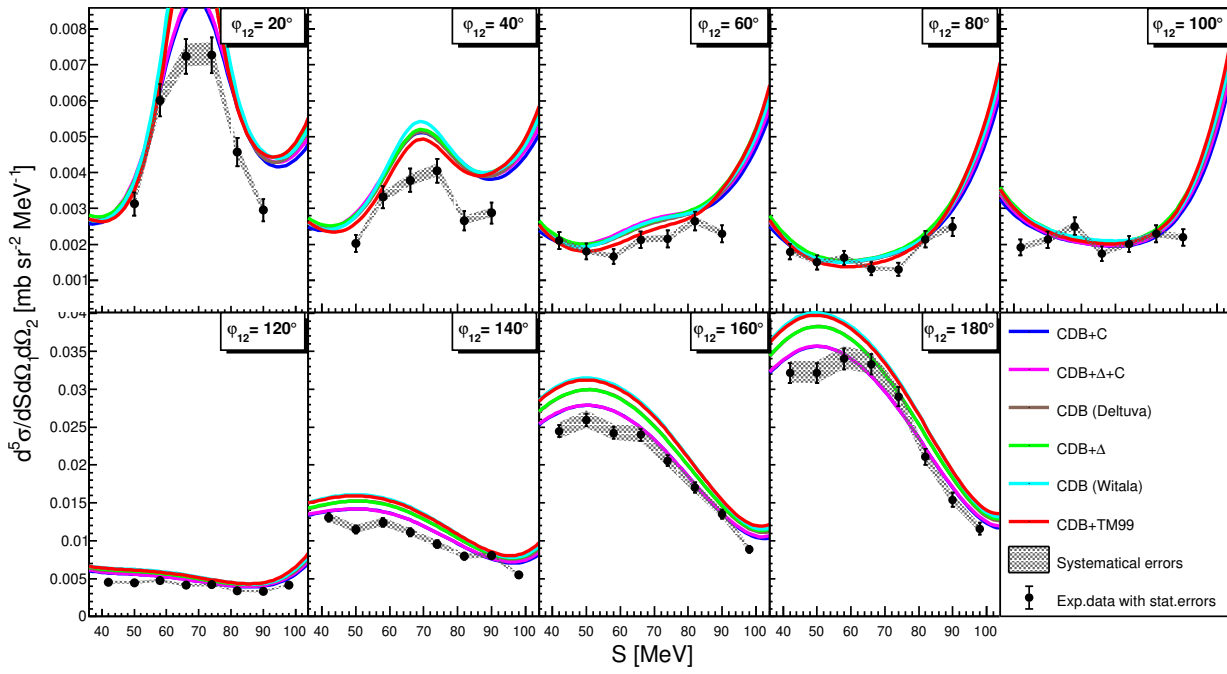 d⁵σ/dSdΩ₁dΩ₂ [mb sr⁻² MeV⁻¹]
0.008
0.007
0.006
0.005
0.004
0.003
0.002
0.001
φ₁₂= 20°
φ₁₂= 40°
φ₁₂= 60°
φ₁₂= 80°
φ₁₂= 100°
0.04
0.035
0.03
0.025
0.02
0.015
0.01
0.005
0
φ₁₂= 120°
φ₁₂= 140°
φ₁₂= 160°
φ₁₂= 180°
CDB+C
CDB+Δ+C
CDB (Deltuva)
CDB+Δ
CDB (Witala)
CDB+TM99
Systematical errors
Exp.data with stat.errors
40 50 60 70 80 90 100
40 50 60 70 80 90 100
40 50 60 70 80 90 100
40 50 60 70 80 90 100
S [MeV]